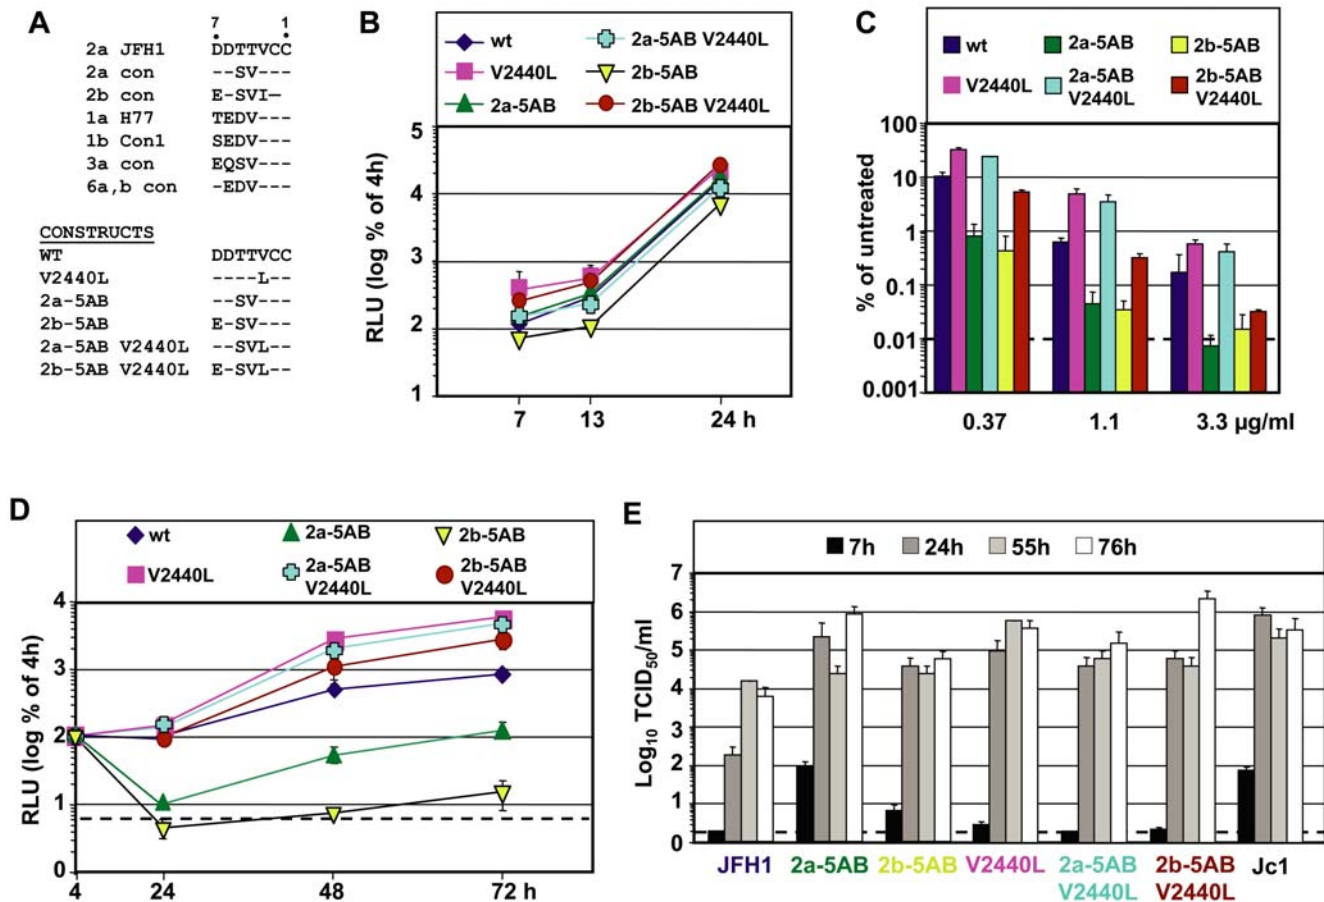 A
7 1
2a JFH1 DDTTVCC
2a con --SV---
2b con E-SVI--
1a H77 TEDV---
1b Con1 SEDV---
3a con EQSV---
6a,b con -EDV---
CONSTRUCTS
WT DDTTVCC
V2440L ----L--
2a-5AB --SV---
2b-5AB E-SV---
2a-5AB V2440L --SVL--
2b-5AB V2440L E-SVL--
B
wt
V2440L
2a-5AB
2a-5AB V2440L
2b-5AB
2b-5AB V2440L
RLU (log % of 4h)
5
4
3
2
1
7 13 24 h
C
wt
V2440L
2a-5AB
2a-5AB
V2440L
2b-5AB
2b-5AB
V2440L
% of untreated
100
10
1
0.1
0.01
0.001
0.37 1.1 3.3 µg/ml
D
wt
V2440L
2a-5AB
2a-5AB
V2440L
2b-5AB
2b-5AB
V2440L
RLU (log % of 4h)
4
3
2
1
0
4 24 48 72 h
E
7h 24h 55h 76h
Log10 TCID50/ml
7
6
5
4
3
2
1
0
JFH1
2a-5AB
2b-5AB
V2440L
2a-5AB
V2440L
2b-5AB
V2440L
Jc1